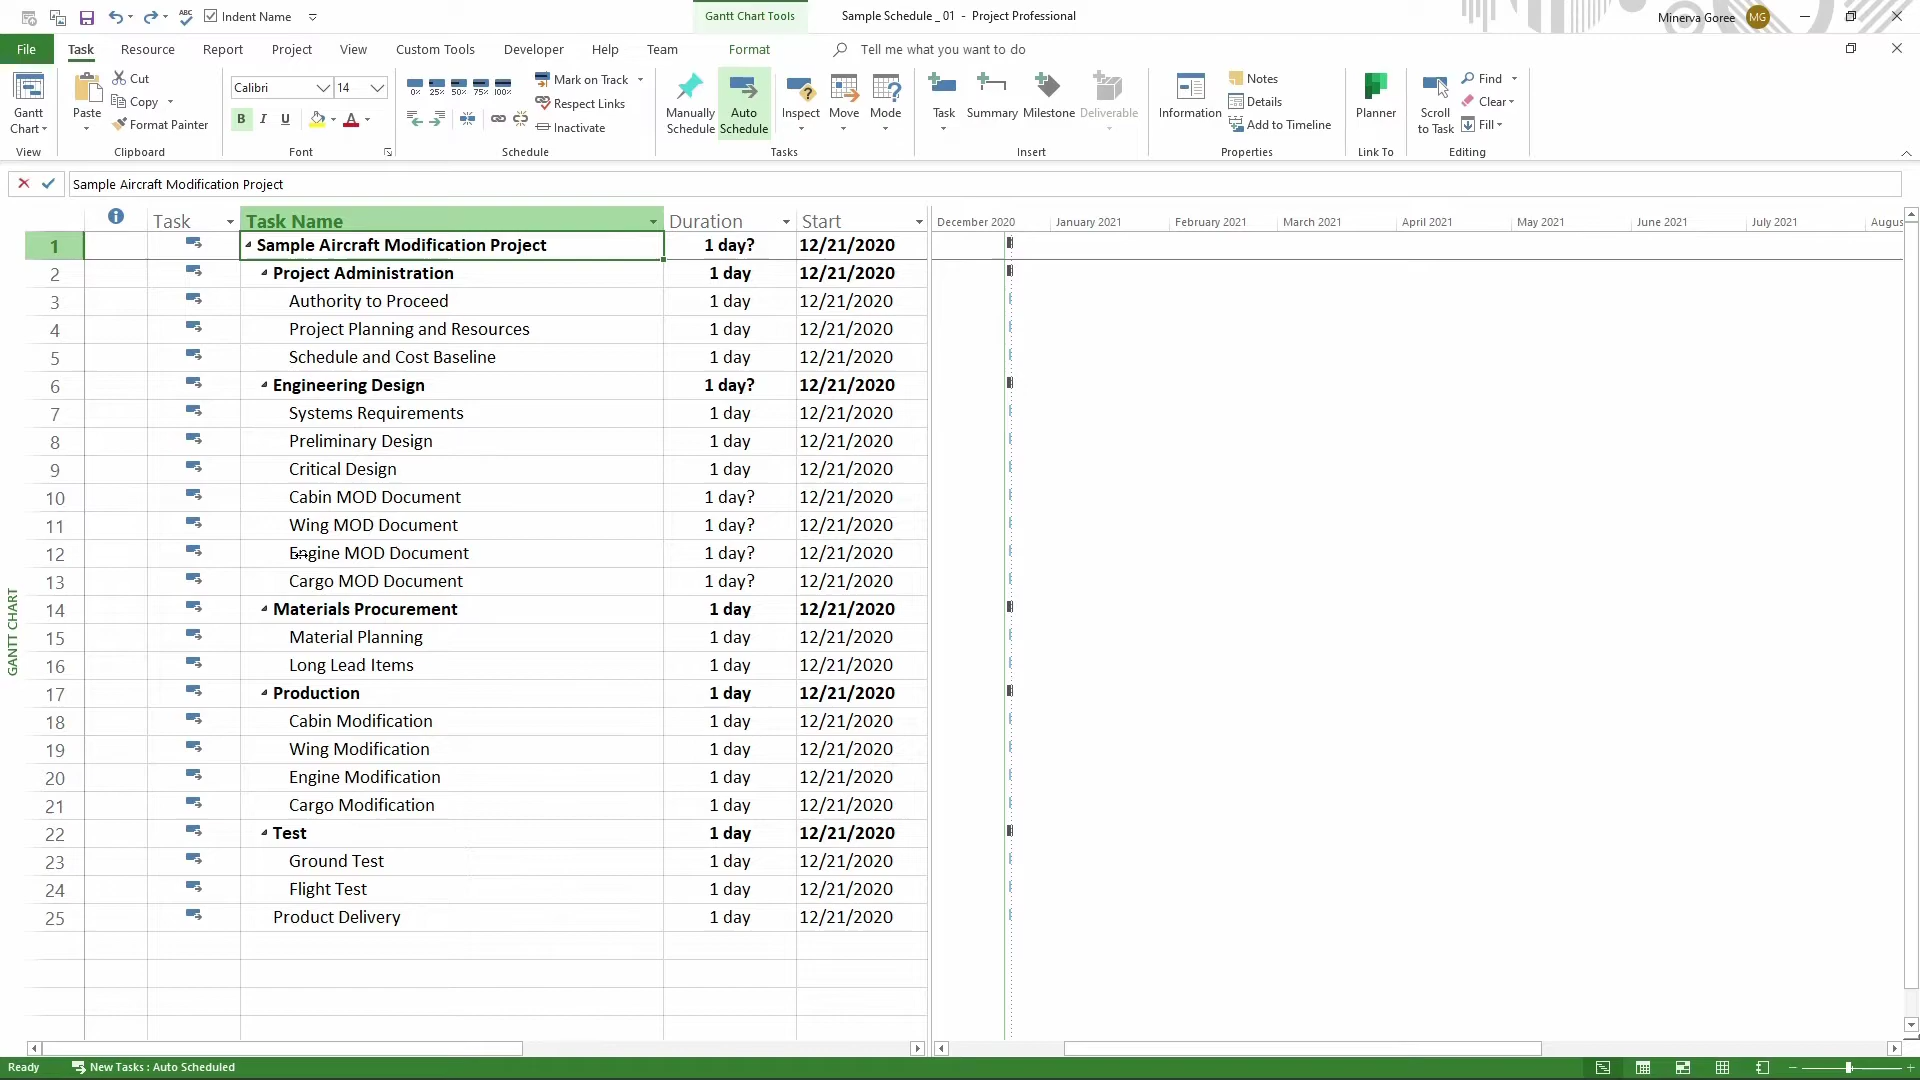 Indent Name
Gantt Chart Tools
Sample Schedule _ 01 - Project Professional
Minerva Goree
MG
File
Task
Resource
Report
Project
View
Custom Tools
Developer
Help
Team
Format
Tell me what you want to do
Gantt Chart
View
Paste
Cut
Copy
Format Painter
Clipboard
Calibri
14
B I U
A
Font
0% 25% 50% 75% 100%
Mark on Track
Respect Links
Inactivate
Schedule
Manually Schedule
Auto Schedule
Inspect
Move
Mode
Tasks
Task
Summary
Milestone
Deliverable
Insert
Information
Notes
Details
Add to Timeline
Properties
Planner
Link To
Scroll to Task
Find
Clear
Fill
Editing
Sample Aircraft Modification Project
Task
Task Name
Duration
Start
December 2020
January 2021
February 2021
March 2021
April 2021
May 2021
June 2021
July 2021
Augus
1 Sample Aircraft Modification Project 1 day? 12/21/2020
2 Project Administration 1 day 12/21/2020
3 Authority to Proceed 1 day 12/21/2020
4 Project Planning and Resources 1 day 12/21/2020
5 Schedule and Cost Baseline 1 day 12/21/2020
6 Engineering Design 1 day? 12/21/2020
7 Systems Requirements 1 day 12/21/2020
8 Preliminary Design 1 day 12/21/2020
9 Critical Design 1 day 12/21/2020
10 Cabin MOD Document 1 day? 12/21/2020
11 Wing MOD Document 1 day? 12/21/2020
12 Engine MOD Document 1 day? 12/21/2020
13 Cargo MOD Document 1 day? 12/21/2020
14 Materials Procurement 1 day 12/21/2020
15 Material Planning 1 day 12/21/2020
16 Long Lead Items 1 day 12/21/2020
17 Production 1 day 12/21/2020
18 Cabin Modification 1 day 12/21/2020
19 Wing Modification 1 day 12/21/2020
20 Engine Modification 1 day 12/21/2020
21 Cargo Modification 1 day 12/21/2020
22 Test 1 day 12/21/2020
23 Ground Test 1 day 12/21/2020
24 Flight Test 1 day 12/21/2020
25 Product Delivery 1 day 12/21/2020
GANTT CHART
Ready
New Tasks : Auto Scheduled